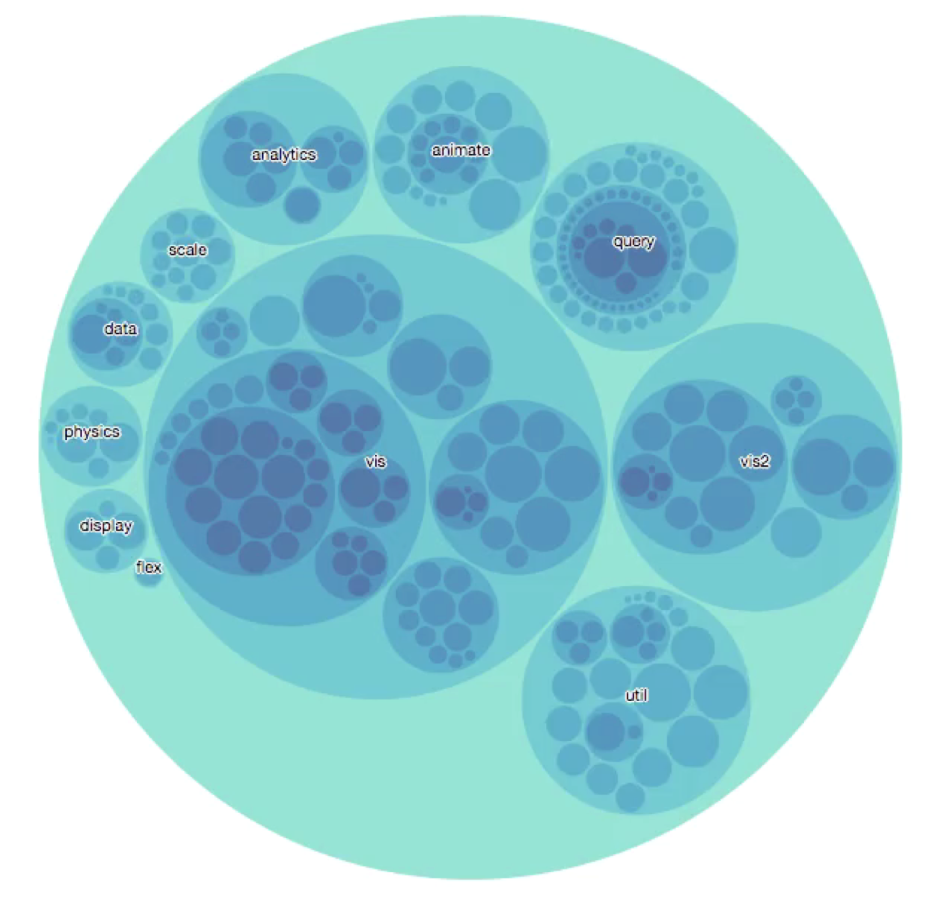 analytics
animate
query
scale
data
physics
vis
vis2
display
flex
util